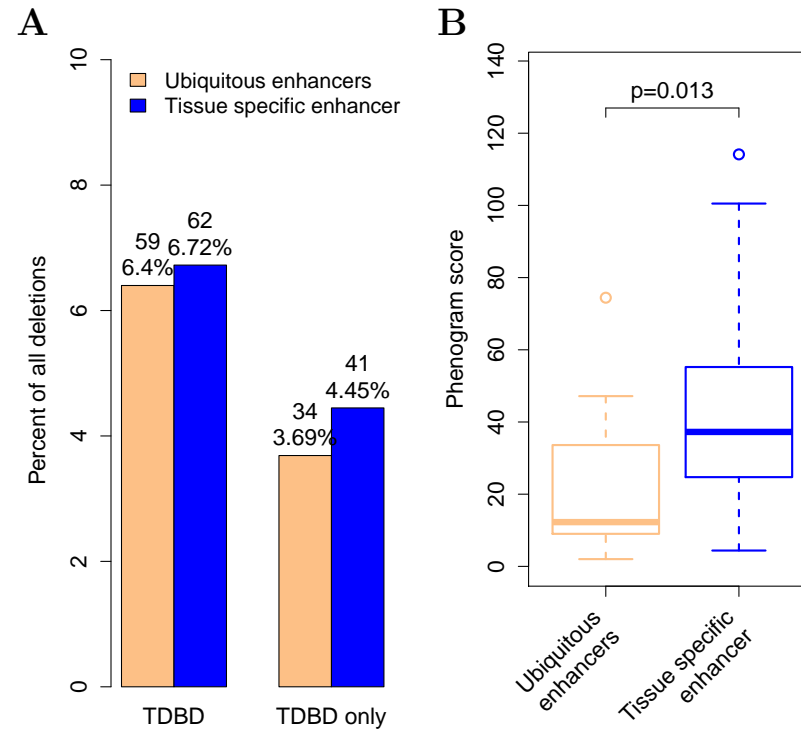 A
Percent of all deletions
10
8
6
4
2
0
Ubiquitous enhancers
Tissue specific enhancer
59
6.4%
62
6.72%
34
3.69%
41
4.45%
TDBD
TDBD only
B
Phenogram score
140
120
100
80
60
40
20
0
p=0.013
Ubiquitous
enhancers
Tissue specific
enhancer